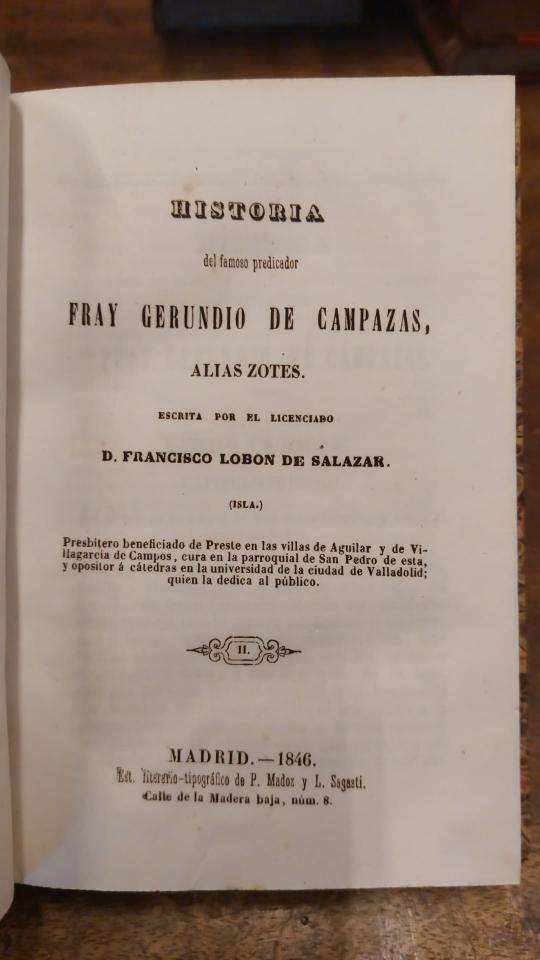 HISTORIA
del famoso predicador
FRAY GERUNDIO DE CAMPAZAS,
ALIAS ZOTES.
ESCRITA POR EL LICENCIADO
D. FRANCISCO LOBON DE SALAZAR.
(ISLA.)
Presbítero beneficiado de Preste en las villas de Aguilar y de Vi-
llagarcía de Campos, cura en la parroquial de San Pedro de esta,
y opositor á cátedras en la universidad de la ciudad de Valladolid;
quien la dedica al público.
II.
MADRID.—1846.
Est. literario-tipográfico de P. Madoz y L. Sagasti.
Calle de la Madera baja, núm. 8.